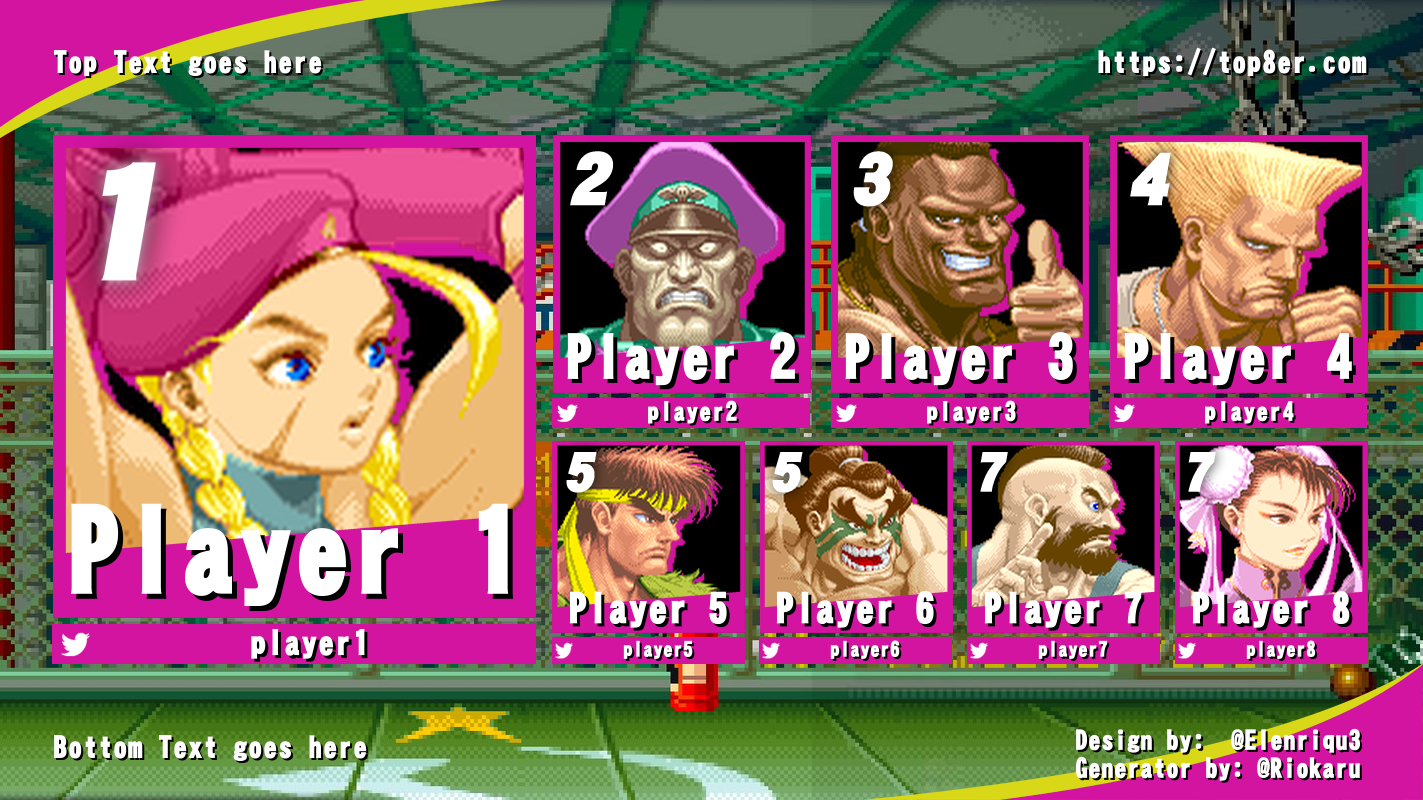 Top Text goes here
https://top8er.com
1
Player 1
player1
2
Player 2
player2
3
Player 3
player3
4
Player 4
player4
5
Player 5
player5
5
Player 6
player6
7
Player 7
player7
7
Player 8
player8
Bottom Text goes here
Design by: @Elenriqu3
Generator by: @Riokaru